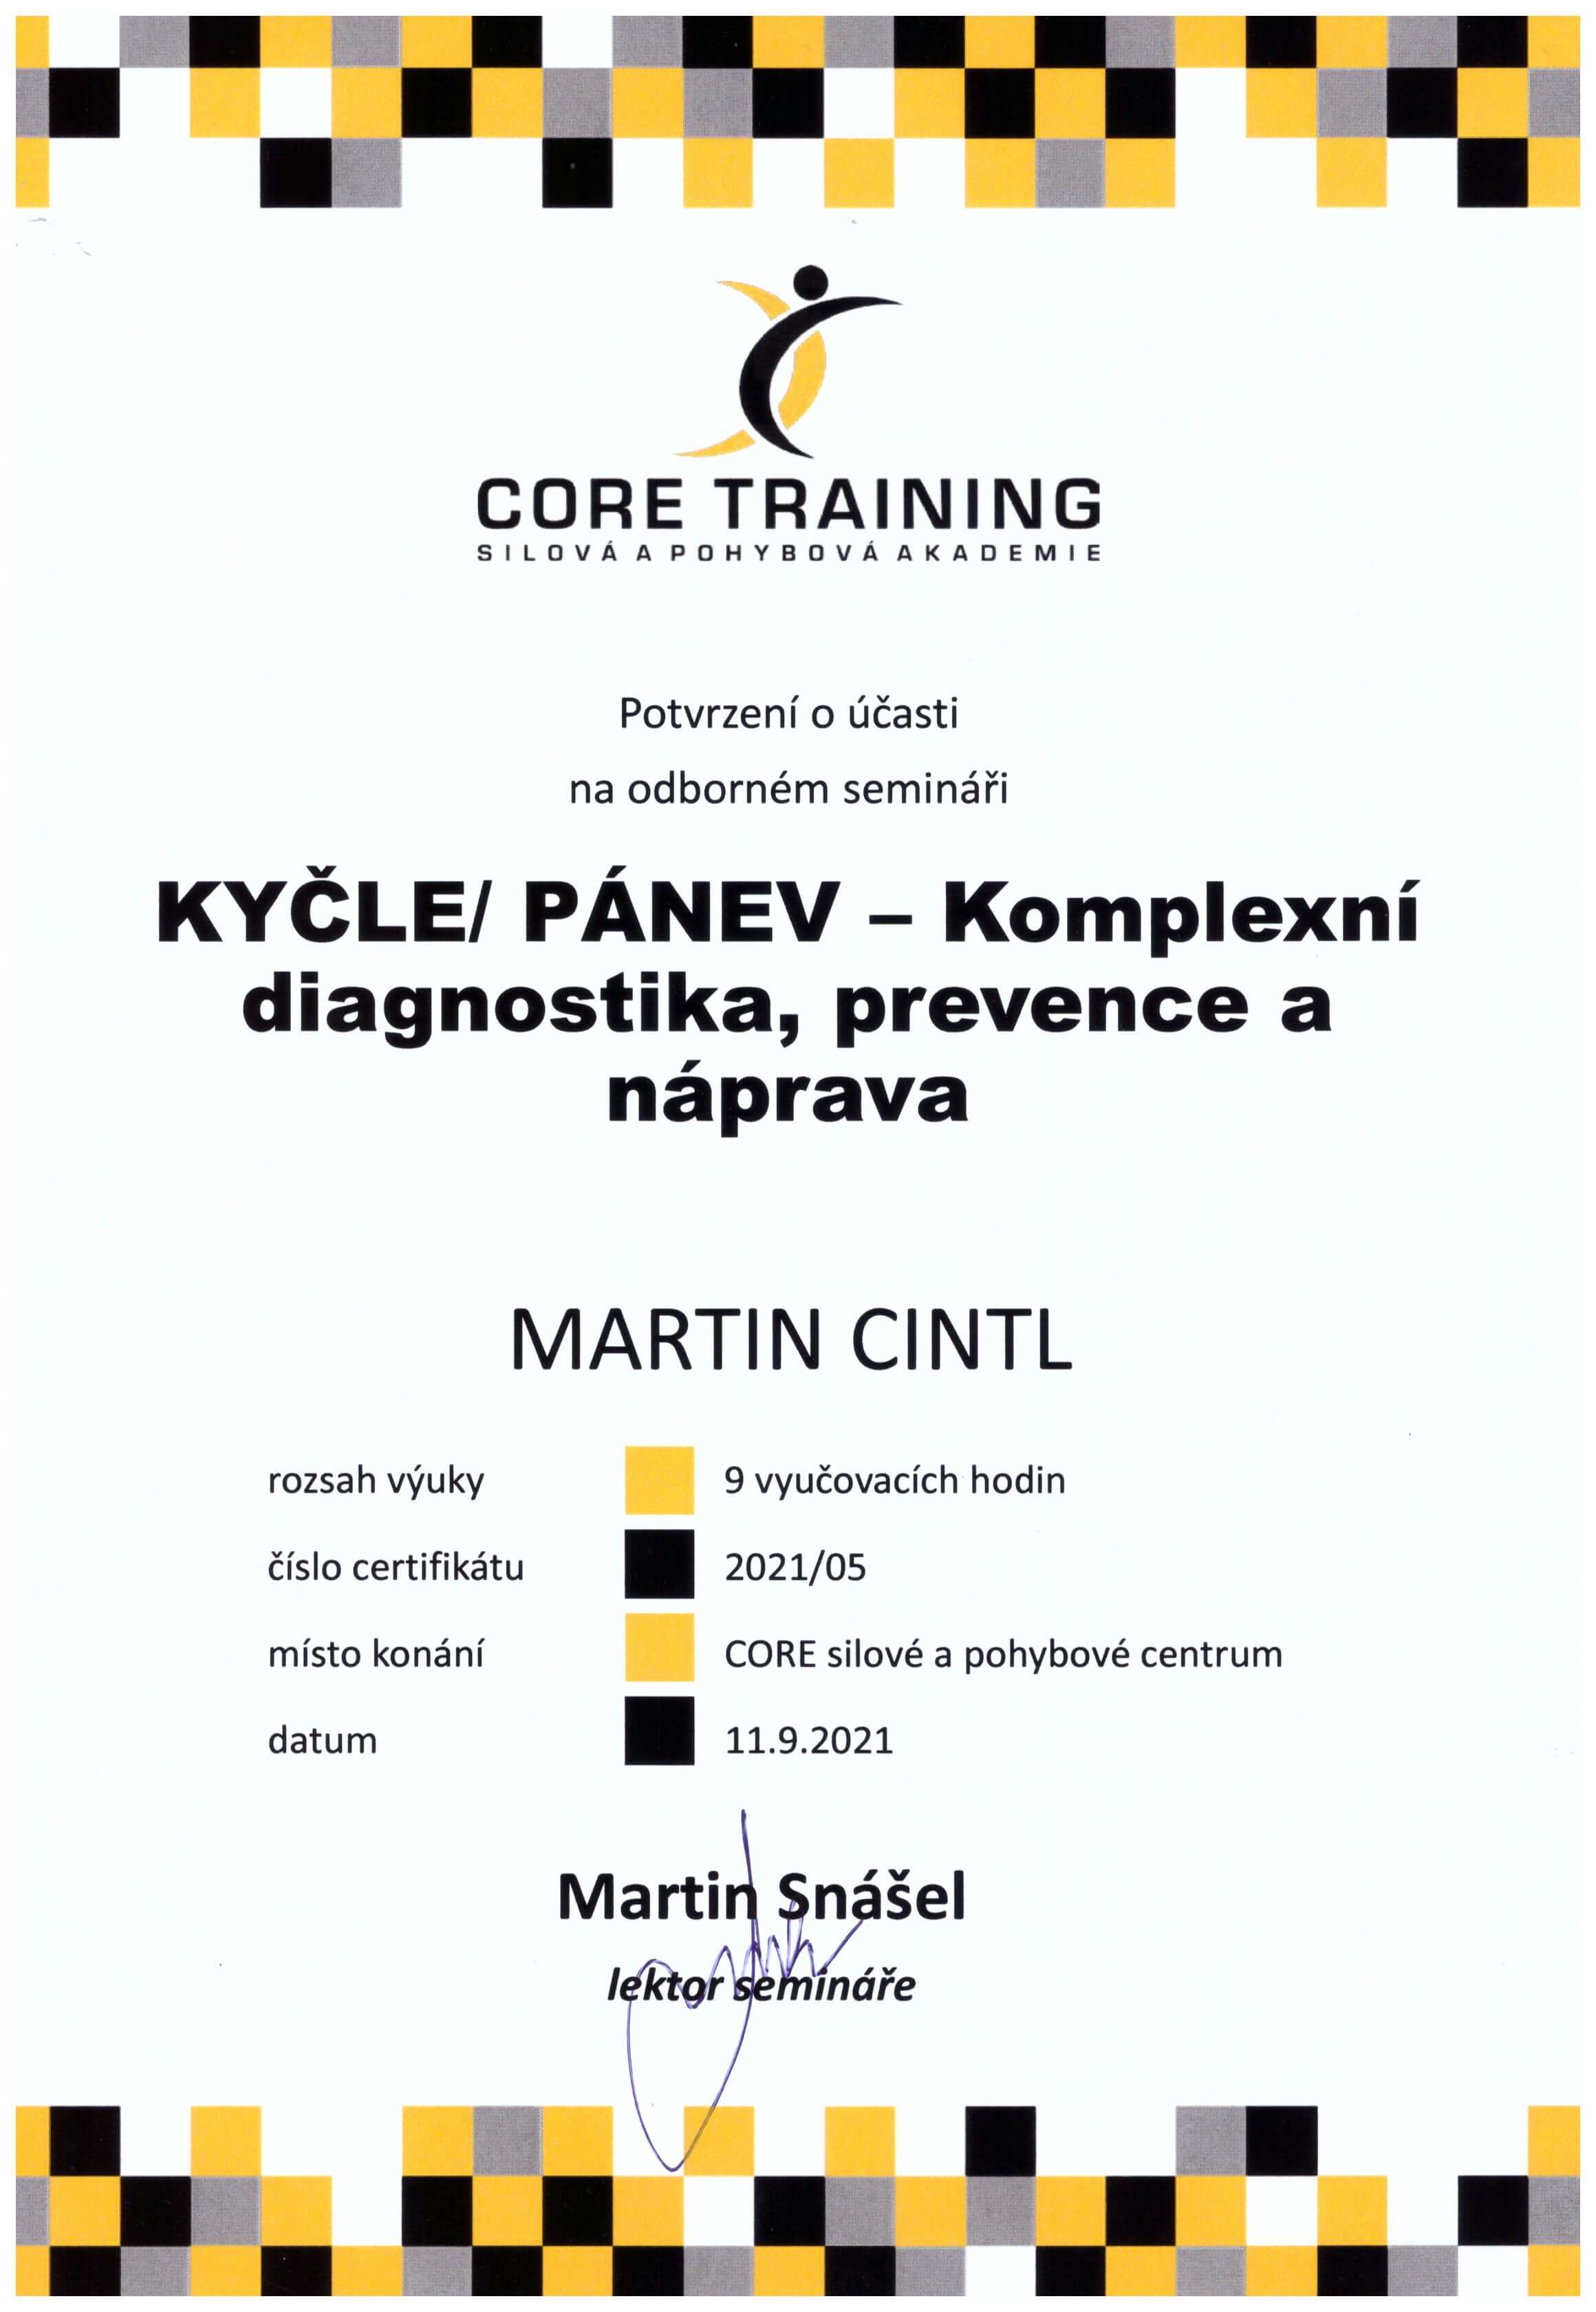 CORE TRAINING
SILOVÁ A POHYBOVÁ AKADEMIE
Potvrzení o účasti
na odborném semináři
KYČLE/ PÁNEV – Komplexní
diagnostika, prevence a
náprava
MARTIN CINTL
rozsah výuky 9 vyučovacích hodin
číslo certifikátu 2021/05
místo konání CORE silové a pohybové centrum
datum 11.9.2021
Martin Snášel
lektor semináře